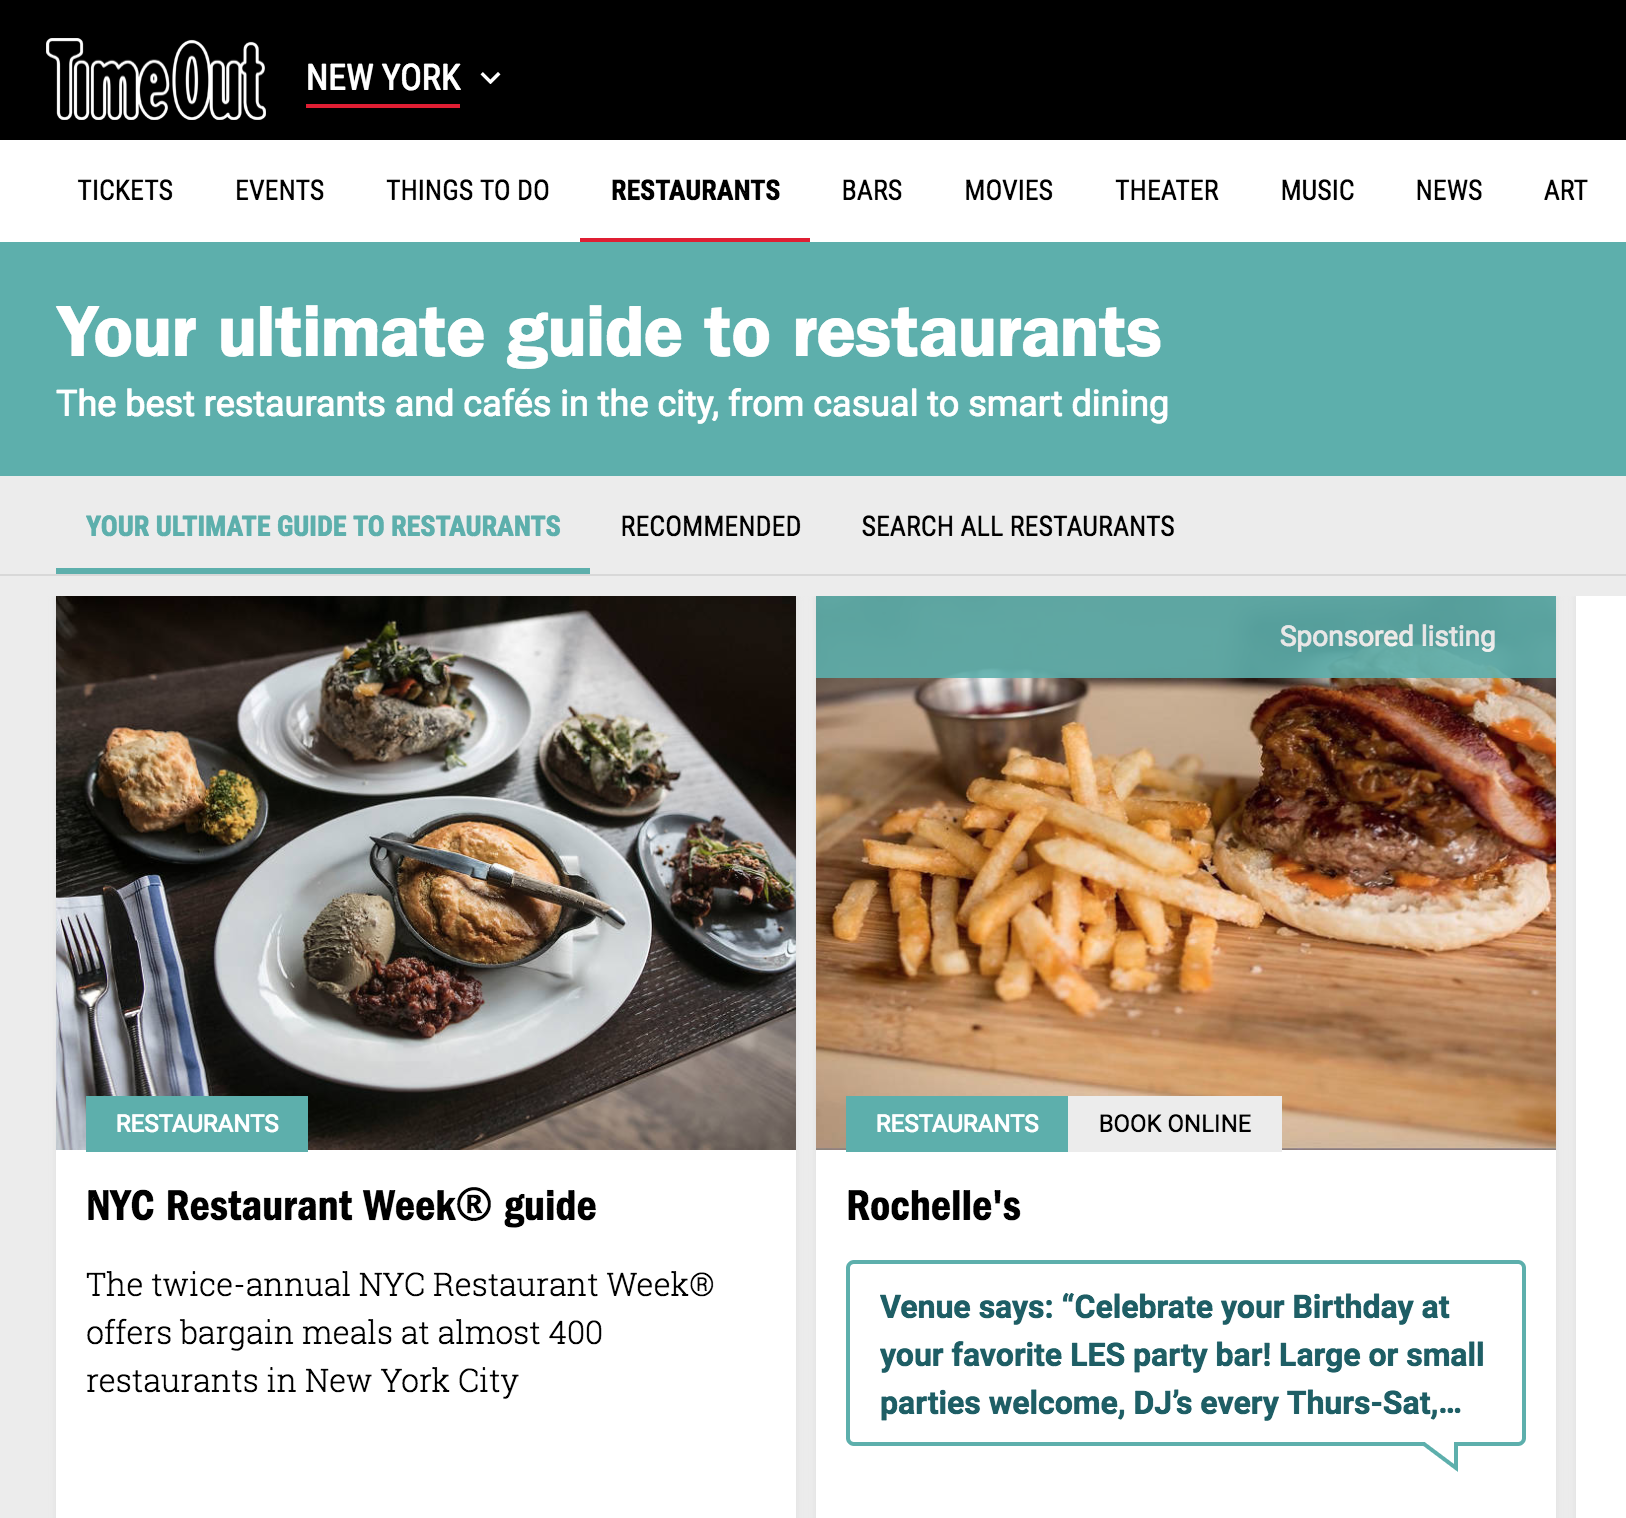 TimeOut
NEW YORK
TICKETS EVENTS THINGS TO DO RESTAURANTS BARS MOVIES THEATER MUSIC NEWS ART
Your ultimate guide to restaurants
The best restaurants and cafés in the city, from casual to smart dining
YOUR ULTIMATE GUIDE TO RESTAURANTS RECOMMENDED SEARCH ALL RESTAURANTS
RESTAURANTS
NYC Restaurant Week® guide
The twice-annual NYC Restaurant Week®
offers bargain meals at almost 400
restaurants in New York City
Sponsored listing
RESTAURANTS BOOK ONLINE
Rochelle's
Venue says: “Celebrate your Birthday at
your favorite LES party bar! Large or small
parties welcome, DJ’s every Thurs-Sat,...